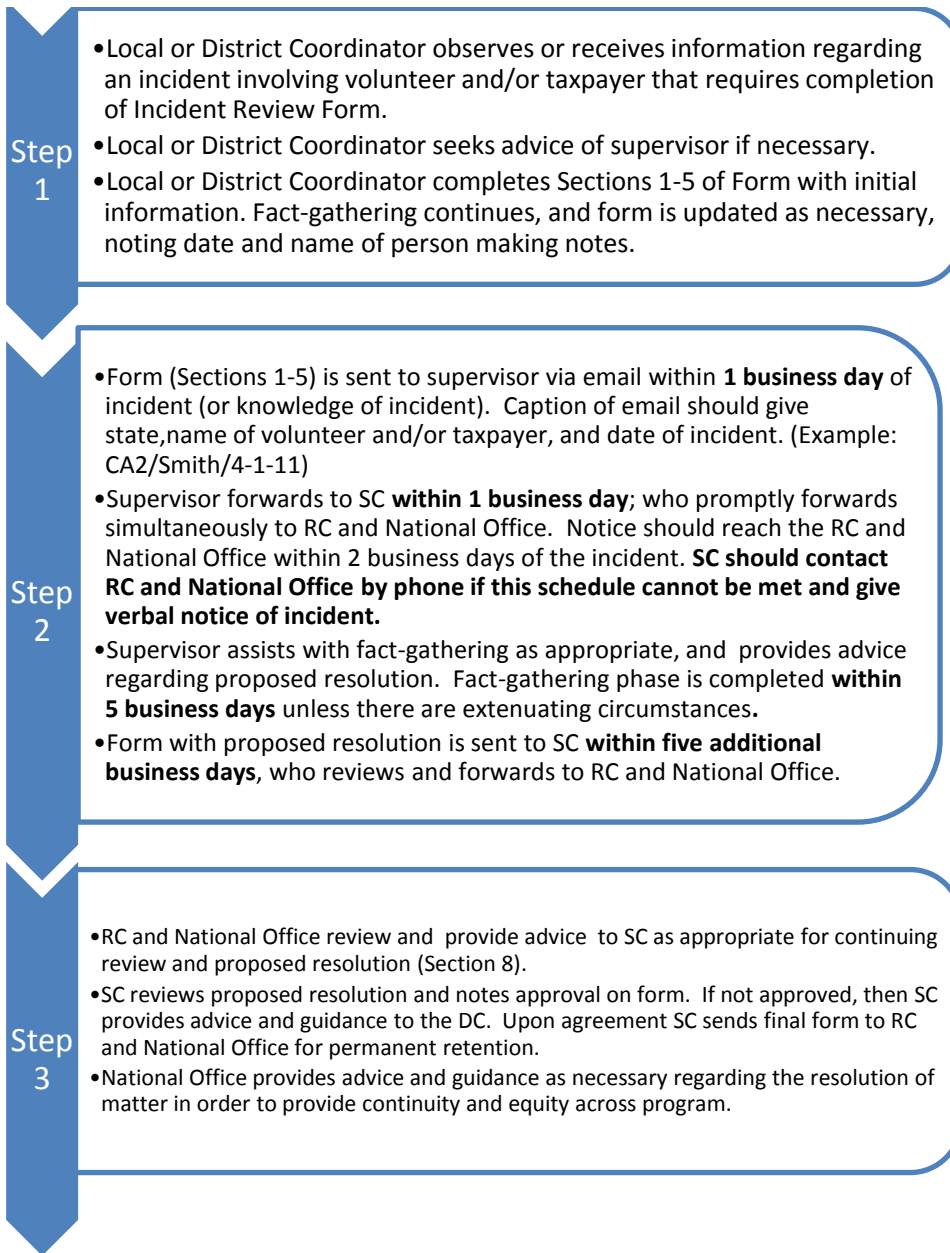 Step
1
•Local or District Coordinator observes or receives information regarding
an incident involving volunteer and/or taxpayer that requires completion
of Incident Review Form.
•Local or District Coordinator seeks advice of supervisor if necessary.
•Local or District Coordinator completes Sections 1-5 of Form with initial
information. Fact-gathering continues, and form is updated as necessary,
noting date and name of person making notes.
Step
2
•Form (Sections 1-5) is sent to supervisor via email within 1 business day of
incident (or knowledge of incident). Caption of email should give
state,name of volunteer and/or taxpayer, and date of incident. (Example:
CA2/Smith/4-1-11)
•Supervisor forwards to SC within 1 business day; who promptly forwards
simultaneously to RC and National Office. Notice should reach the RC and
National Office within 2 business days of the incident. SC should contact
RC and National Office by phone if this schedule cannot be met and give
verbal notice of incident.
•Supervisor assists with fact-gathering as appropriate, and provides advice
regarding proposed resolution. Fact-gathering phase is completed within
5 business days unless there are extenuating circumstances.
•Form with proposed resolution is sent to SC within five additional
business days, who reviews and forwards to RC and National Office.
Step
3
•RC and National Office review and provide advice to SC as appropriate for continuing
review and proposed resolution (Section 8).
•SC reviews proposed resolution and notes approval on form. If not approved, then SC
provides advice and guidance to the DC. Upon agreement SC sends final form to RC
and National Office for permanent retention.
•National Office provides advice and guidance as necessary regarding the resolution of
matter in order to provide continuity and equity across program.